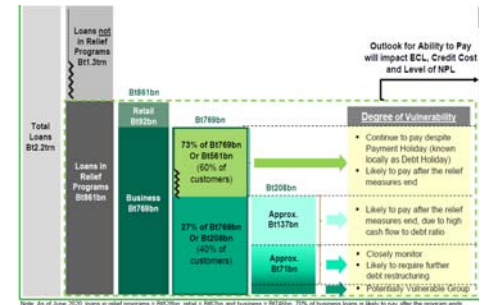 Loans not
in Relief
Programs
Bt1.3trn
Outlook for Ability to Pay
will impact ECL, Credit Cost
and Level of NPL
Bt861bn
Retail
Bt92bn
Bt769bn
Degree of Vulnerability
Total
Loans
Bt2.2trn
Loans in
Relief
Programs
Bt861bn
Business
Bt769bn
73% of Bt769bn
Or Bt561bn
(60% of
customers)
• Continue to pay despite
Payment Holiday (known
locally as Debt Holiday)
• Likely to pay after the relief
measures end
Bt208bn
27% of Bt769bn
Or Bt208bn
(40% of
customers)
Approx.
Bt137bn
• Likely to pay after the relief
measures end, due to high
cash flow to debt ratio
Approx.
Bt71bn
• Closely monitor
• Likely to require further
debt restructuring
• Potentially Vulnerable Group